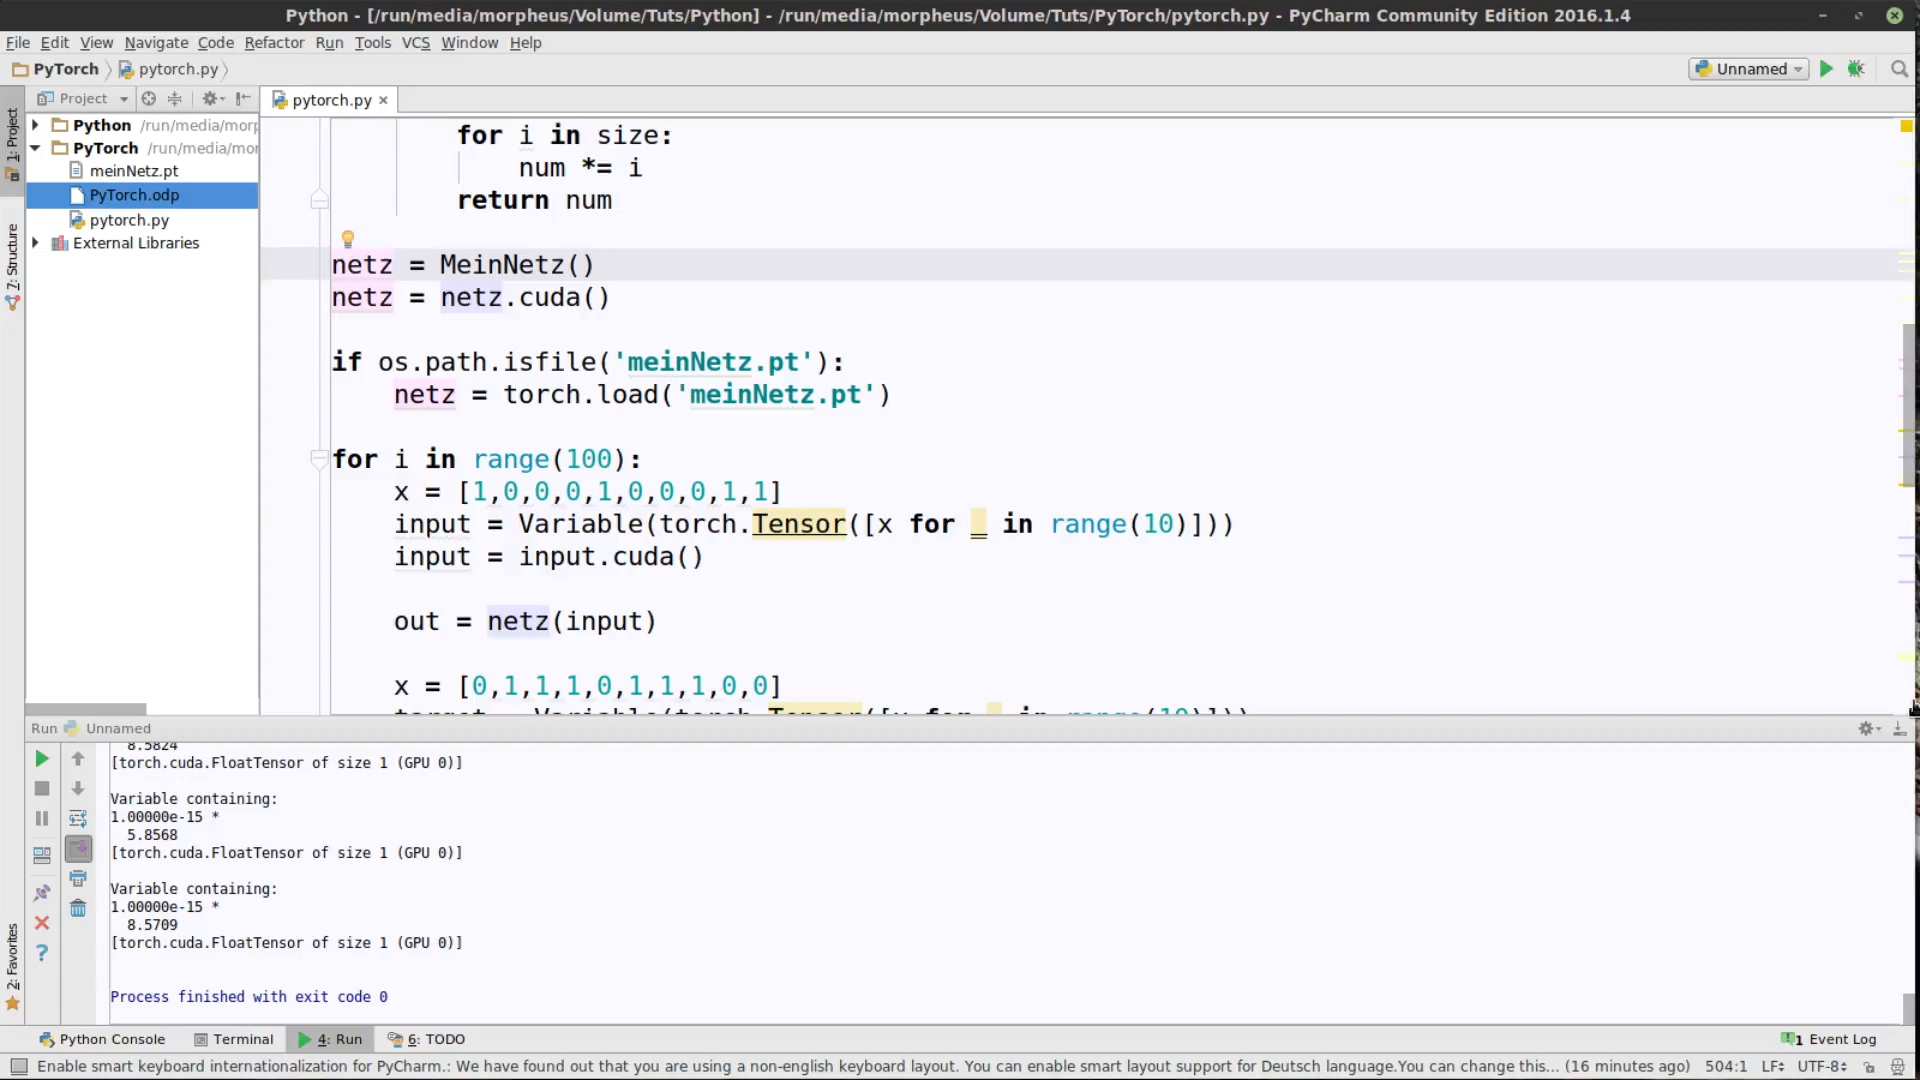 Python - [/run/media/morpheus/Volume/Tuts/Python] - /run/media/morpheus/Volume/Tuts/PyTorch/pytorch.py - PyCharm Community Edition 2016.1.4
File Edit View Navigate Code Refactor Run Tools VCS Window Help
PyTorch pytorch.py
Unnamed
Project
pytorch.py
1: Project
7: Structure
2: Favorites
Python /run/media/morp
PyTorch /run/media/mor
meinNetz.pt
PyTorch.odp
pytorch.py
External Libraries
for i in size:
num *= i
return num
netz = MeinNetz()
netz = netz.cuda()
if os.path.isfile('meinNetz.pt'):
netz = torch.load('meinNetz.pt')
for i in range(100):
x = [1,0,0,0,1,0,0,0,1,1]
input = Variable(torch.Tensor([x for _ in range(10)]))
input = input.cuda()
out = netz(input)
x = [0,1,1,1,0,1,1,1,0,0]
target = Variable(torch.Tensor([x for _ in range(10)]))
Run Unnamed
8.5824
[torch.cuda.FloatTensor of size 1 (GPU 0)]
Variable containing:
1.00000e-15 *
5.8568
[torch.cuda.FloatTensor of size 1 (GPU 0)]
Variable containing:
1.00000e-15 *
8.5709
[torch.cuda.FloatTensor of size 1 (GPU 0)]
Process finished with exit code 0
Python Console Terminal 4: Run 6: TODO 1 Event Log
Enable smart keyboard internationalization for PyCharm.: We have found out that you are using a non-english keyboard layout. You can enable smart layout support for Deutsch language.You can change this... (16 minutes ago) 504:1 LF UTF-8